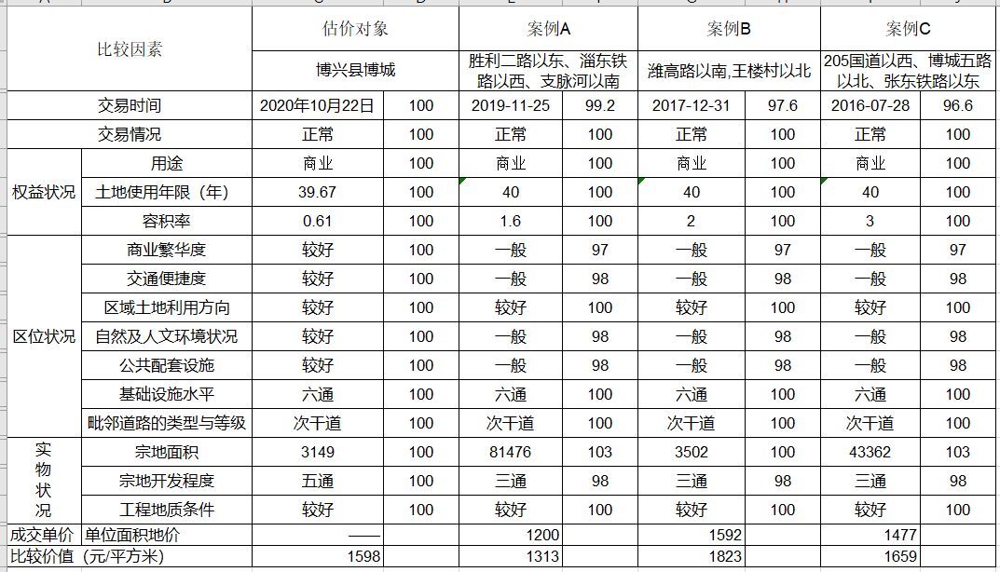 比较因素 估价对象 案例A 案例B 案例C
博兴县博城 胜利二路以东、淄东铁路以西、支脉河以南 潍高路以南,王楼村以北 205国道以西、博城五路以北、张东铁路以东
交易时间 2020年10月22日 100 2019-11-25 99.2 2017-12-31 97.6 2016-07-28 96.6
交易情况 正常 100 正常 100 正常 100 正常 100
权益状况 用途 商业 100 商业 100 商业 100 商业 100
土地使用年限（年） 39.67 100 40 100 40 100 40 100
容积率 0.61 100 1.6 100 2 100 3 100
区位状况 商业繁华度 较好 100 一般 97 一般 97 一般 97
交通便捷度 较好 100 一般 98 一般 98 一般 98
区域土地利用方向 较好 100 较好 100 较好 100 较好 100
自然及人文环境状况 较好 100 一般 98 一般 98 一般 98
公共配套设施 较好 100 一般 98 一般 98 一般 98
基础设施水平 六通 100 六通 100 六通 100 六通 100
毗邻道路的类型与等级 次干道 100 次干道 100 次干道 100 次干道 100
实物状况 宗地面积 3149 100 81476 103 3502 100 43362 103
宗地开发程度 五通 100 三通 98 三通 98 三通 98
工程地质条件 较好 100 较好 100 较好 100 较好 100
成交单价 单位面积地价 —— 1200 1592 1477
比较价值（元/平方米） 1598 1313 1823 1659